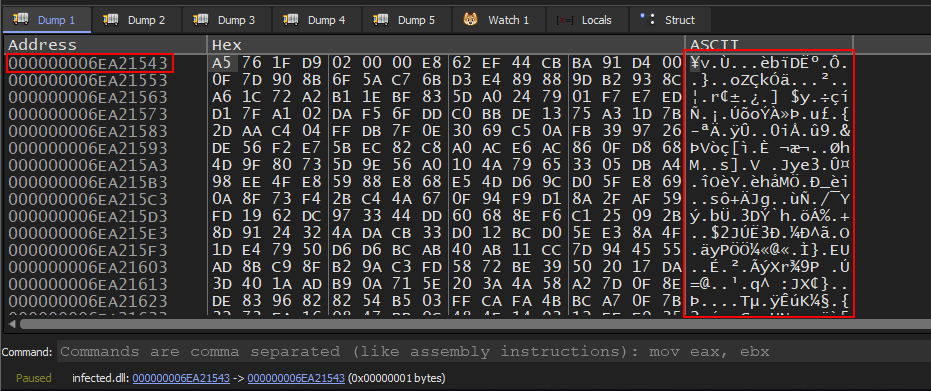 Dump 1 Dump 2 Dump 3 Dump 4 Dump 5 Watch 1 [x=] Locals Struct
Address Hex ASCII
000000006EA21543 A5 76 1F D9 02 00 00 E8 62 EF 44 CB BA 91 D4 00 ¥v.Ù...èbïDËº.Ô.
000000006EA21553 0F 7D 90 8B 6F 5A C7 6B D3 E4 89 88 9D B2 93 8C .}..oZÇkÓä...²..
000000006EA21563 A6 1C 72 A2 B1 1E BF 83 5D A0 24 79 01 F7 E7 ED ¦.r¢±.¿.] $y.÷çí
000000006EA21573 D1 7F A1 02 DA F5 6F DD C0 BB DE 13 75 A3 1D 7B Ñ.¡.ÚõoÝÀ»Þ.u£.{
000000006EA21583 2D AA C4 04 FF DB 7F 0E 30 69 C5 0A FB 39 97 26 -ªÄ.ÿÛ..0iÅ.û9.&
000000006EA21593 DE 56 F2 E7 5B EC 82 C8 A0 AC E6 AC 86 0F D8 68 ÞVòç[ì.È ¬æ¬..Øh
000000006EA215A3 4D 9F 80 73 5D 9E 56 A0 10 4A 79 65 33 05 DB A4 M..s].V .Jye3.Û¤
000000006EA215B3 98 EE 4F E8 59 88 E8 68 E5 4D D6 9C D0 5F E8 69 .îOèY.èhåMÖ.Ð_èi
000000006EA215C3 0A 8F 73 F4 2B C4 4A 67 0F 94 F9 D1 8A 2F AF 59 ..sô+ÄJg..ùÑ./¯Y
000000006EA215D3 FD 19 62 DC 97 33 44 DD 60 68 8E F6 C1 25 09 2B ý.bÜ.3DÝ`h.öÁ%.+
000000006EA215E3 8D 91 24 32 4A DA CB 33 D0 12 BC D0 5E E3 8A 4F ..$2JÚË3Ð.¼Ð^ã.O
000000006EA215F3 1D E4 79 50 D6 D6 BC AB 40 AB 11 CC 7D 94 45 55 .äyPÖÖ¼«@«.Ì}.EU
000000006EA21603 AD 8B C9 8F B2 9A C3 FD 58 72 BE 39 50 20 17 DA ..É.².ÃýXr¾9P .Ú
000000006EA21613 3D 40 1A AD B9 0A 71 5E 20 3A 4A 58 A2 7D 0F 8E =@..¹.q^ :JX¢}..
000000006EA21623 DE 83 96 82 82 54 B5 03 FF CA FA 4B BC A7 0F 7B Þ....Tµ.ÿÊúK¼§.{
Command: Commands are comma separated (like assembly instructions): mov eax, ebx
Paused infected.dll: 000000006EA21543 -> 000000006EA21543 (0x00000001 bytes)